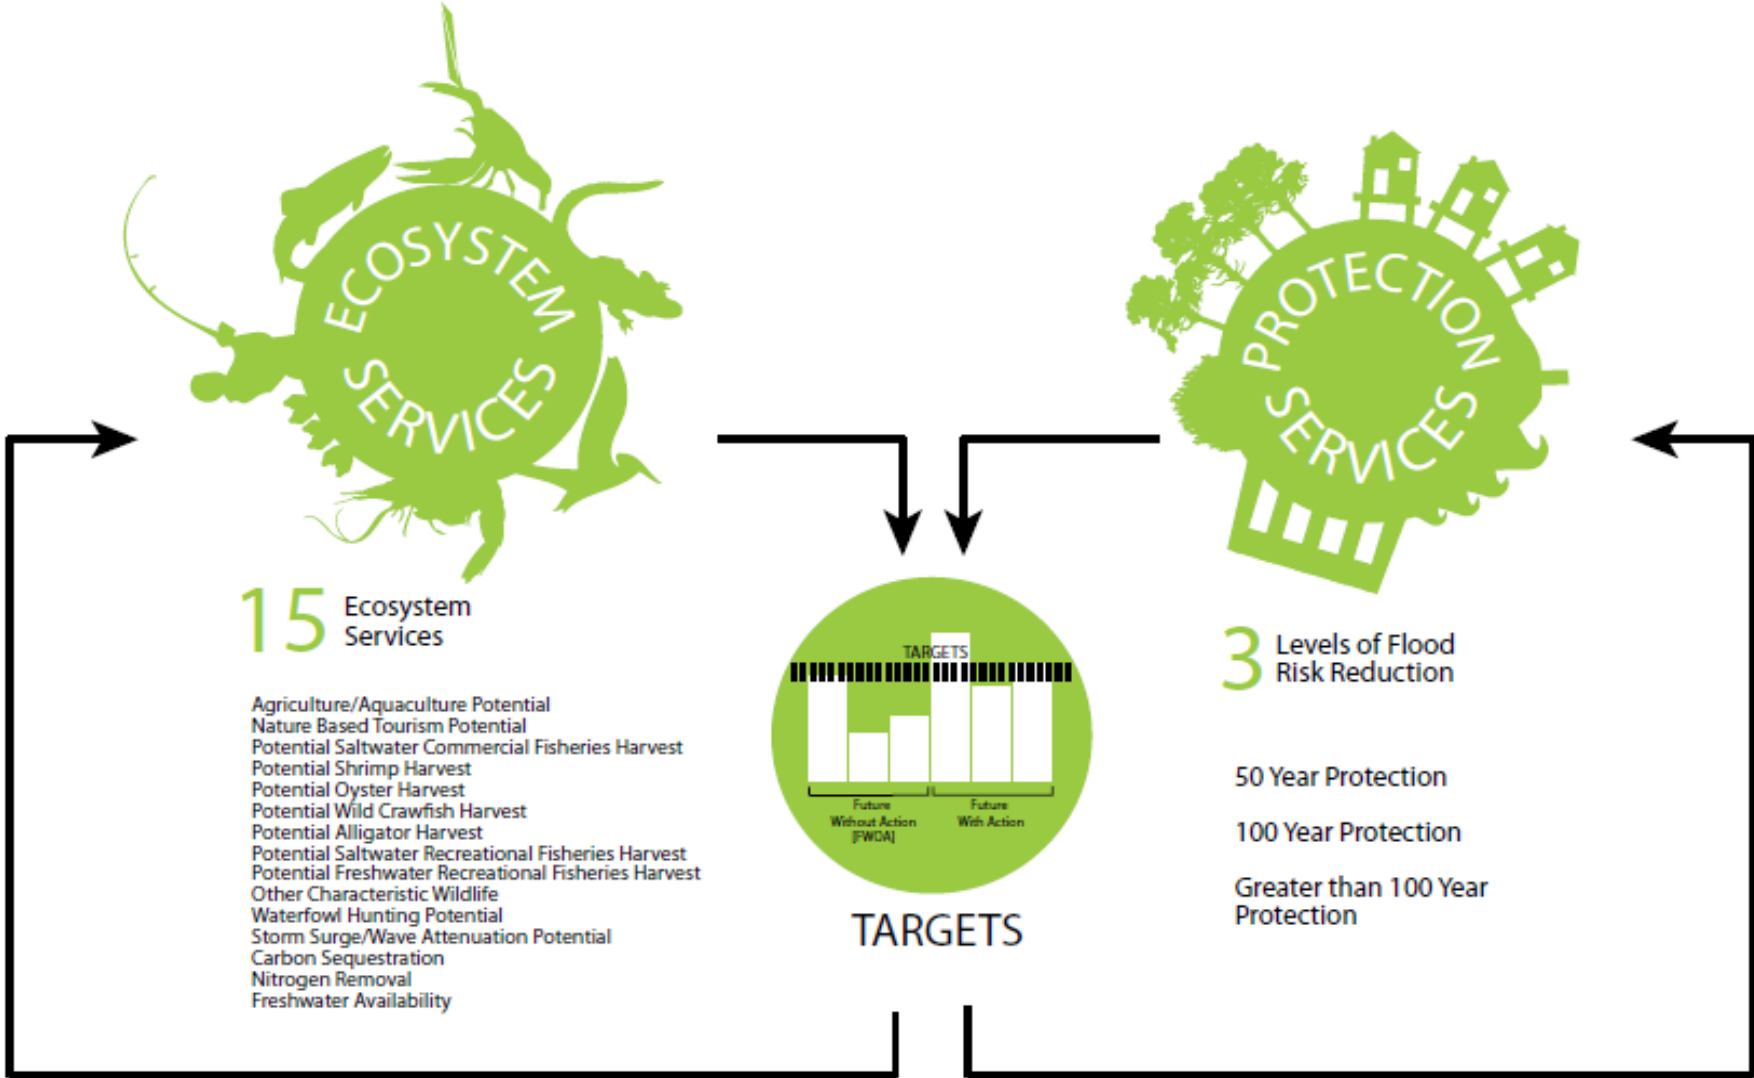 ECOSYSTEM
SERVICES
15 Ecosystem
Services
Agriculture/Aquaculture Potential
Nature Based Tourism Potential
Potential Saltwater Commercial Fisheries Harvest
Potential Shrimp Harvest
Potential Oyster Harvest
Potential Wild Crawfish Harvest
Potential Alligator Harvest
Potential Saltwater Recreational Fisheries Harvest
Potential Freshwater Recreational Fisheries Harvest
Other Characteristic Wildlife
Waterfowl Hunting Potential
Storm Surge/Wave Attenuation Potential
Carbon Sequestration
Nitrogen Removal
Freshwater Availability
TARGETS
Future
Without Action
[FWOA]
Future
With Action
TARGETS
PROTECTION
SERVICES
3 Levels of Flood
Risk Reduction
50 Year Protection
100 Year Protection
Greater than 100 Year
Protection